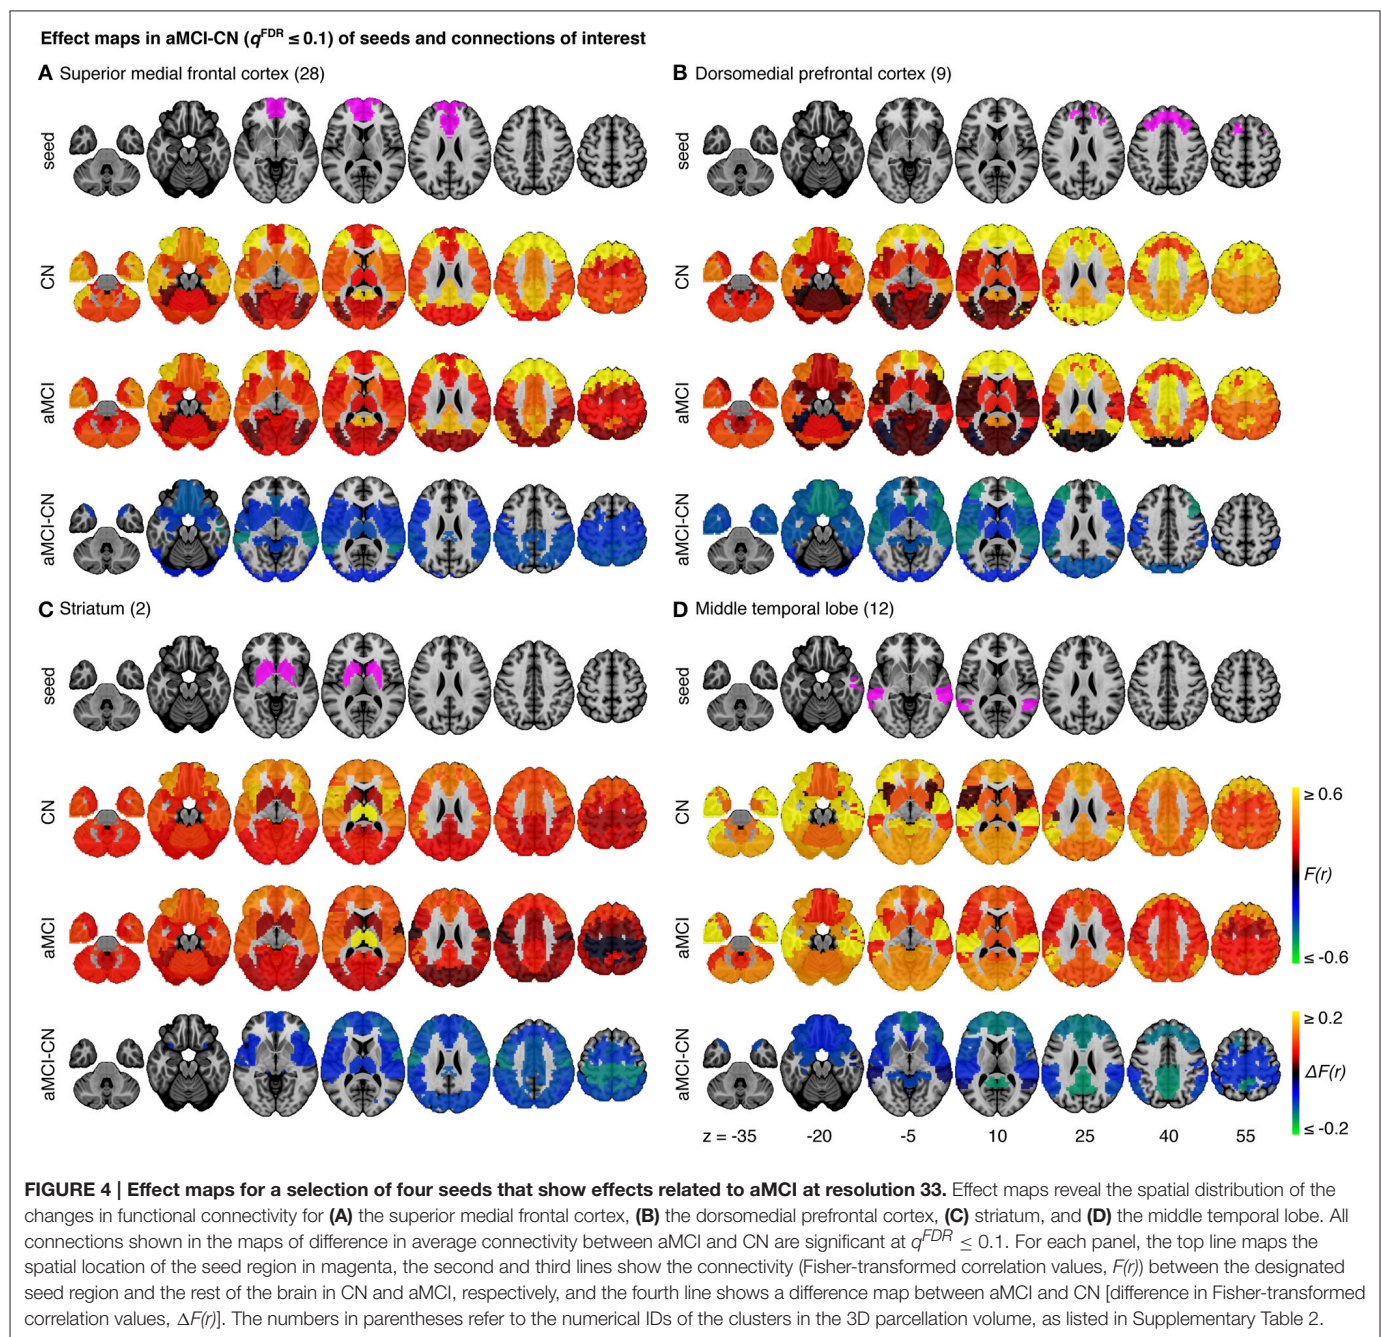 Effect maps in aMCI-CN (q^FDR ≤ 0.1) of seeds and connections of interest
A Superior medial frontal cortex (28)
seed
CN
aMCI
aMCI-CN
B Dorsomedial prefrontal cortex (9)
seed
CN
aMCI
aMCI-CN
C Striatum (2)
seed
CN
aMCI
aMCI-CN
D Middle temporal lobe (12)
seed
CN
aMCI
aMCI-CN
≥ 0.6
F(r)
≤ -0.6
≥ 0.2
ΔF(r)
≤ -0.2
z = -35 -20 -5 10 25 40 55
FIGURE 4 | Effect maps for a selection of four seeds that show effects related to aMCI at resolution 33. Effect maps reveal the spatial distribution of the
changes in functional connectivity for (A) the superior medial frontal cortex, (B) the dorsomedial prefrontal cortex, (C) striatum, and (D) the middle temporal lobe. All
connections shown in the maps of difference in average connectivity between aMCI and CN are significant at q^FDR ≤ 0.1. For each panel, the top line maps the
spatial location of the seed region in magenta, the second and third lines show the connectivity (Fisher-transformed correlation values, F(r)) between the designated
seed region and the rest of the brain in CN and aMCI, respectively, and the fourth line shows a difference map between aMCI and CN [difference in Fisher-transformed
correlation values, ΔF(r)]. The numbers in parentheses refer to the numerical IDs of the clusters in the 3D parcellation volume, as listed in Supplementary Table 2.